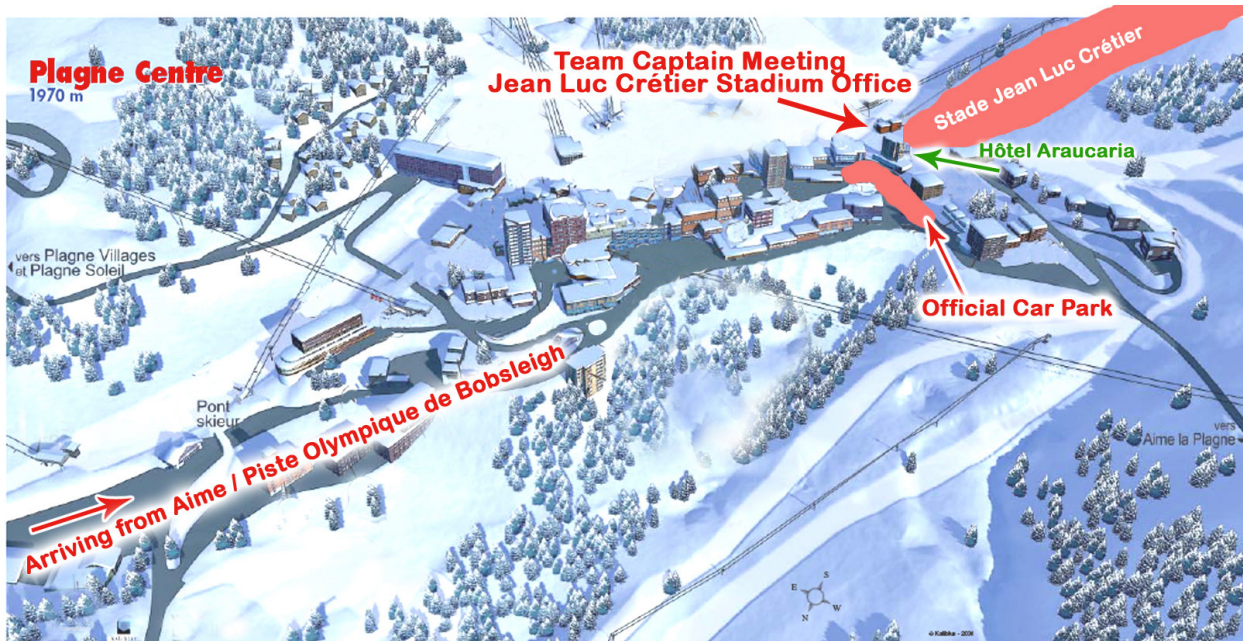 Plagne Centre
1970 m
Team Captain Meeting
Jean Luc Crétier Stadium Office
Stade Jean Luc Crétier
Hôtel Araucaria
vers Plagne Villages
et Plagne Soleil
Official Car Park
Pont
skieur
vers
Aime la Plagne
Arriving from Aime / Piste Olympique de Bobsleigh
E S
N W
© Kaliblue - 2006